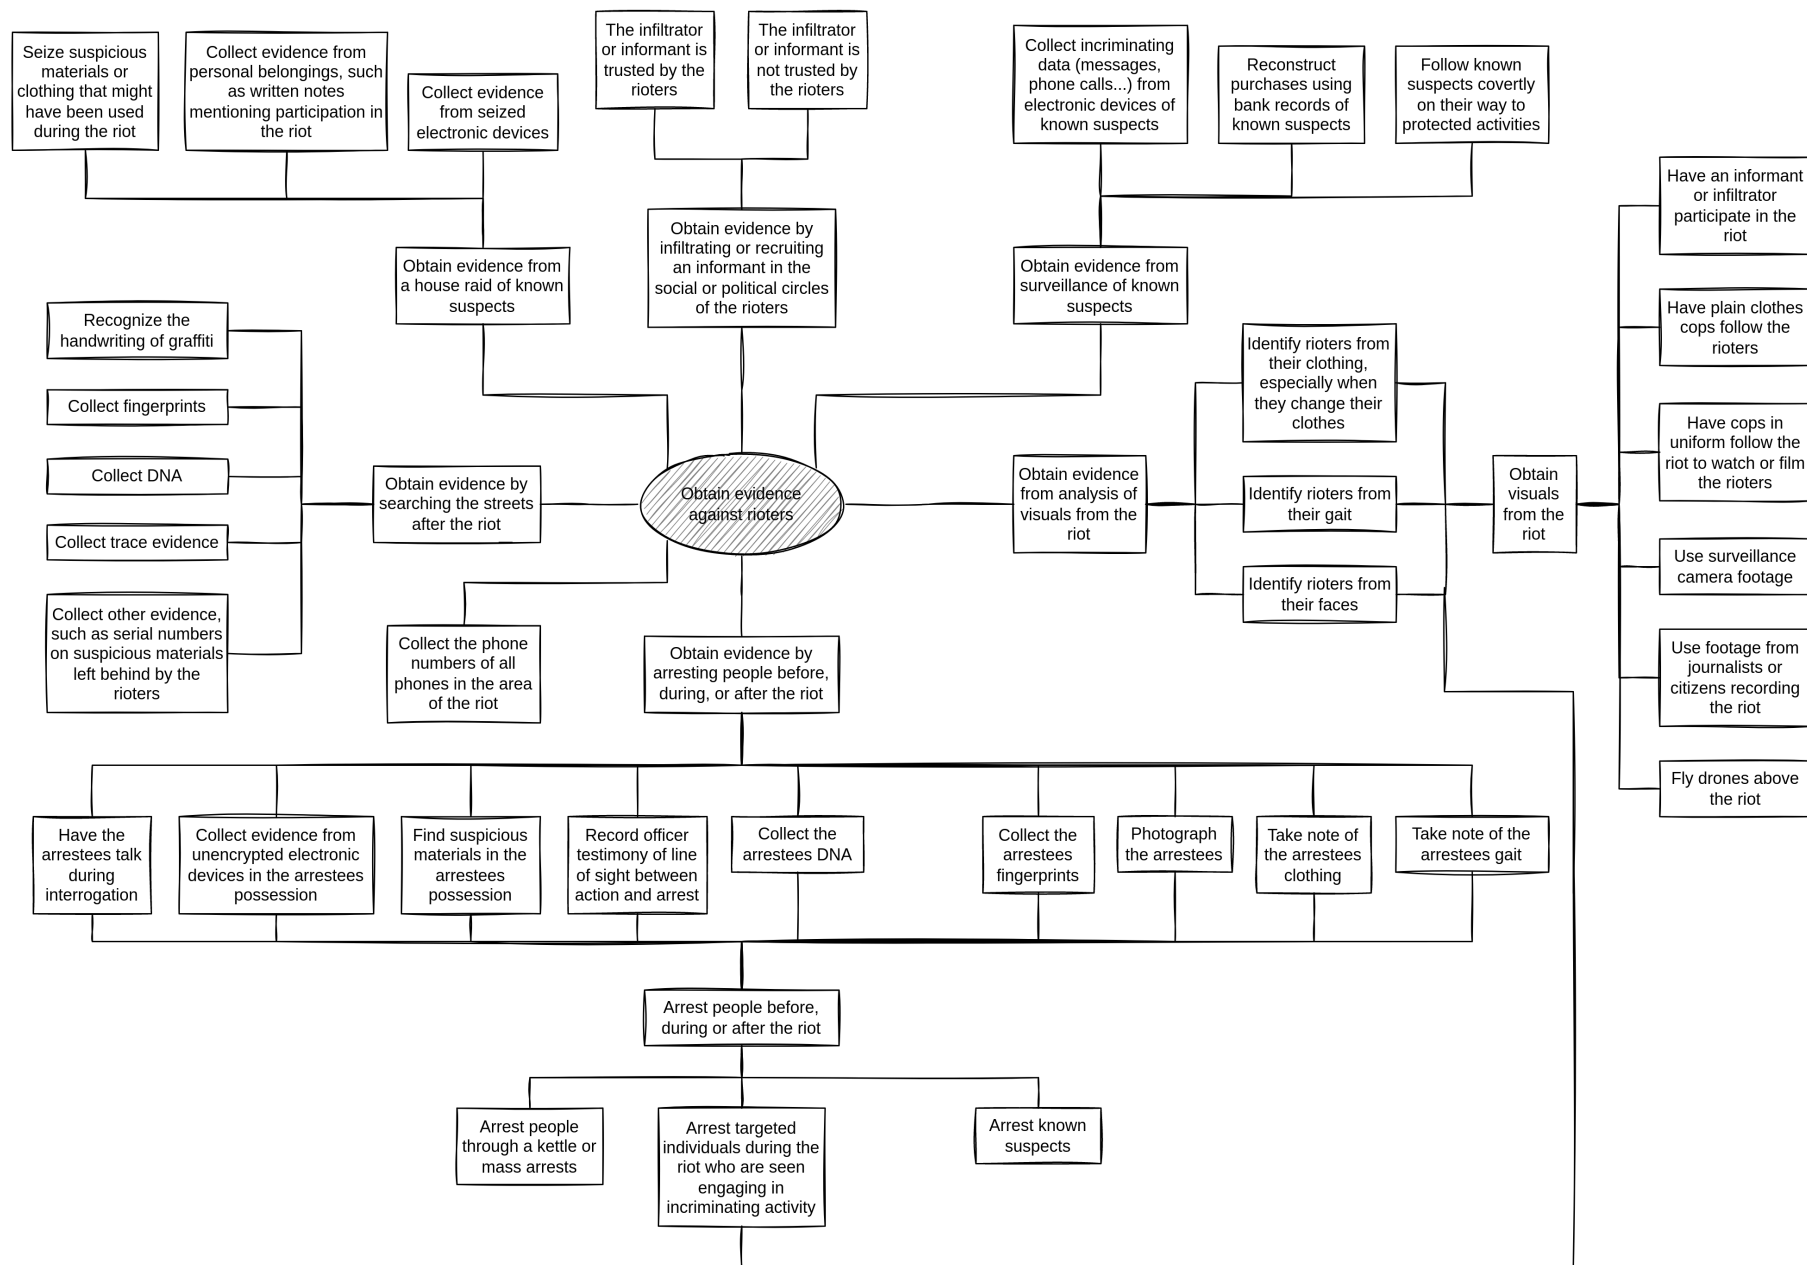 The infiltrator
or informant is
trusted by the
rioters
The infiltrator
or informant is
not trusted by
the rioters
Seize suspicious
materials or
clothing that might
have been used
during the riot
Collect evidence from
personal belongings, such
as written notes
mentioning participation in
the riot
Collect evidence
from seized
electronic devices
Collect incriminating
data (messages,
phone calls...) from
electronic devices of
known suspects
Reconstruct
purchases using
bank records of
known suspects
Follow known
suspects covertly
on their way to
protected activities
Obtain evidence from
a house raid of known
suspects
Obtain evidence by
infiltrating or recruiting
an informant in the
social or political circles
of the rioters
Obtain evidence from
surveillance of known
suspects
Have an informant
or infiltrator
participate in the
riot
Have plain clothes
cops follow the
rioters
Have cops in
uniform follow the
riot to watch or film
the rioters
Use surveillance
camera footage
Use footage from
journalists or
citizens recording
the riot
Fly drones above
the riot
Recognize the
handwriting of graffiti
Collect fingerprints
Collect DNA
Collect trace evidence
Collect other evidence,
such as serial numbers
on suspicious materials
left behind by the
rioters
Obtain evidence by
searching the streets
after the riot
Obtain evidence
against rioters
Obtain evidence
from analysis of
visuals from the
riot
Identify rioters from
their clothing,
especially when
they change their
clothes
Identify rioters from
their gait
Identify rioters from
their faces
Obtain
visuals
from the
riot
Collect the phone
numbers of all
phones in the area
of the riot
Obtain evidence by
arresting people before,
during, or after the riot
Have the
arrestees talk
during
interrogation
Collect evidence from
unencrypted electronic
devices in the arrestees
possession
Find suspicious
materials in the
arrestees
possession
Record officer
testimony of line
of sight between
action and arrest
Collect the
arrestees DNA
Collect the
arrestees
fingerprints
Photograph
the arrestees
Take note of
the arrestees
clothing
Take note of the
arrestees gait
Arrest people before,
during or after the riot
Arrest people
through a kettle or
mass arrests
Arrest targeted
individuals during the
riot who are seen
engaging in
incriminating activity
Arrest known
suspects